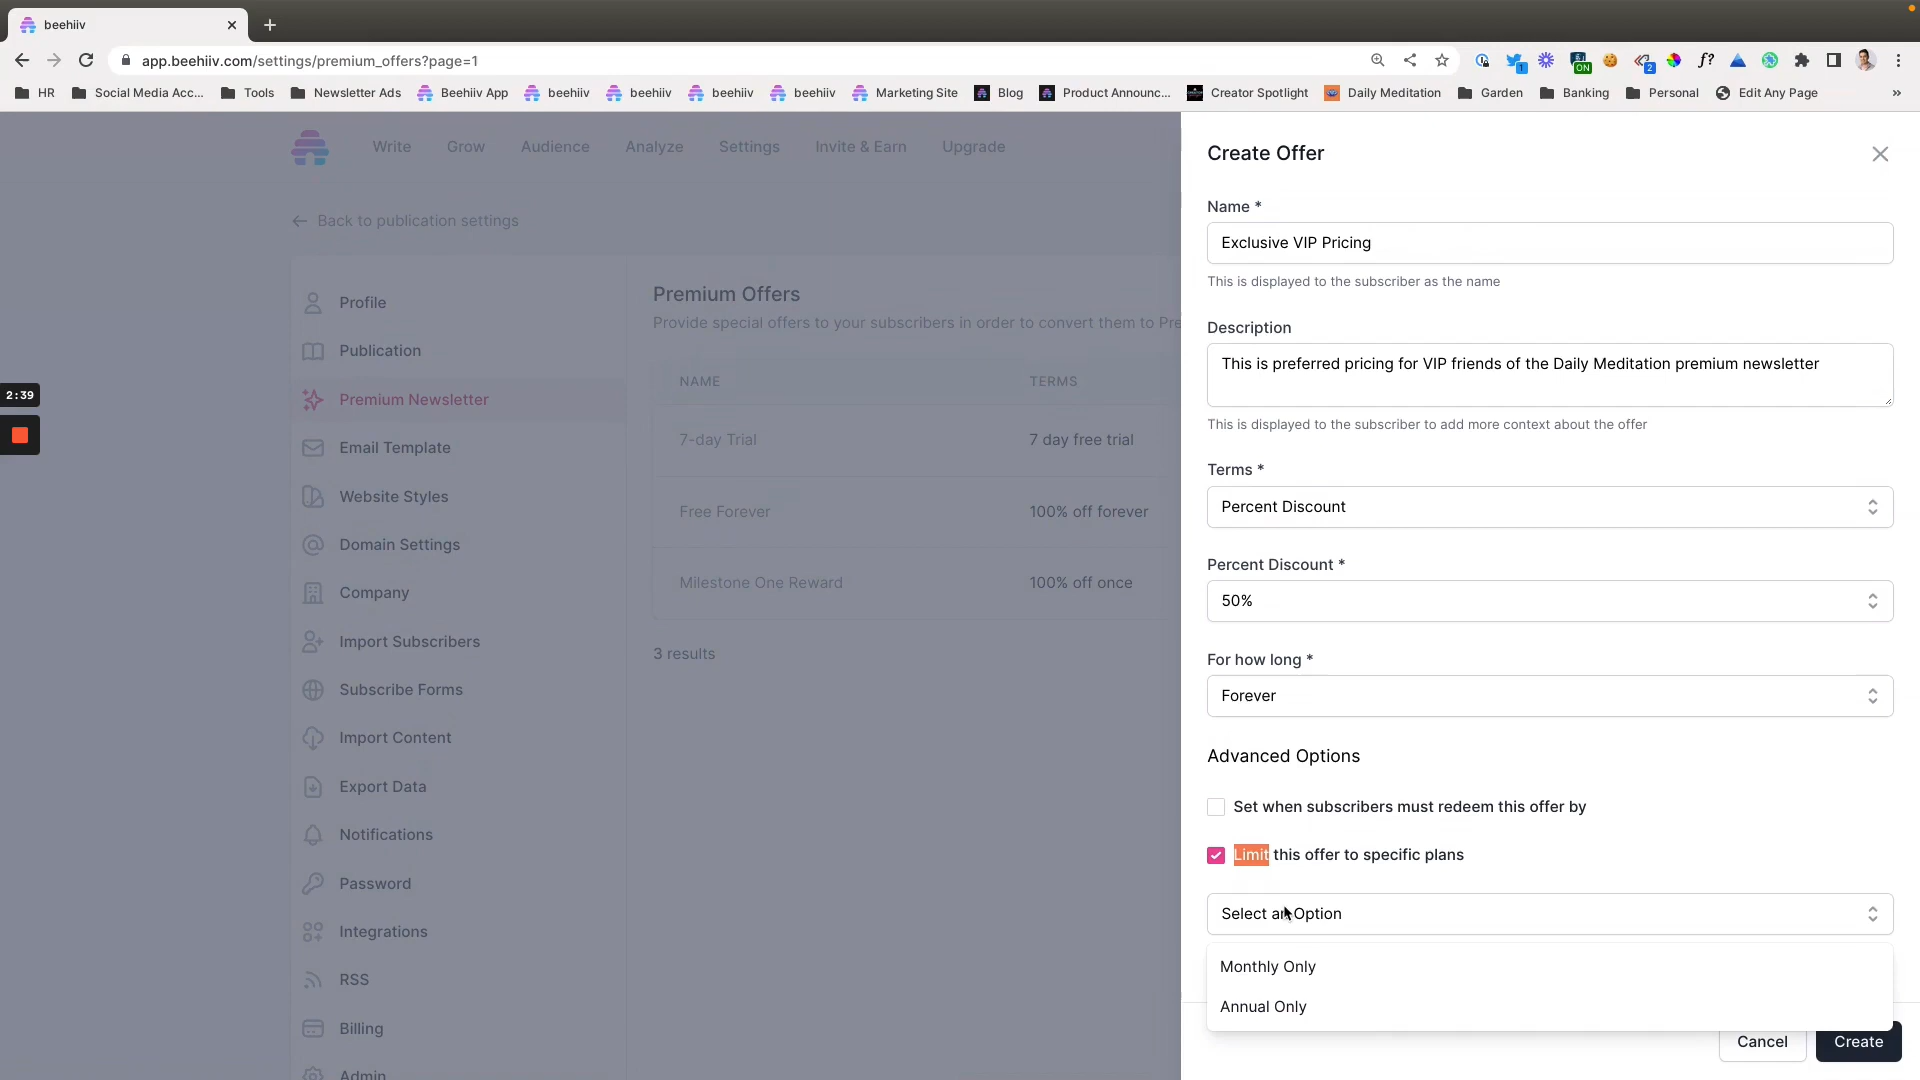 beehiiv
app.beehiiv.com/settings/premium_offers?page=1
1
ON
2
f?
HR
Social Media Acc...
Tools
Newsletter Ads
Beehiiv App
beehiiv
beehiiv
beehiiv
beehiiv
Marketing Site
Blog
Product Announc...
Creator Spotlight
Daily Meditation
Garden
Banking
Personal
Edit Any Page
»
Write
Grow
Audience
Analyze
Settings
Invite & Earn
Upgrade
Back to publication settings
2:39
Profile
Publication
Premium Newsletter
Email Template
Website Styles
Domain Settings
Company
Import Subscribers
Subscribe Forms
Import Content
Export Data
Notifications
Password
Integrations
RSS
Billing
Admin
Premium Offers
Provide special offers to your subscribers in order to convert them to Pre
NAME TERMS
7-day Trial 7 day free trial
Free Forever 100% off forever
Milestone One Reward 100% off once
3 results
Create Offer
Name *
Exclusive VIP Pricing
This is displayed to the subscriber as the name
Description
This is preferred pricing for VIP friends of the Daily Meditation premium newsletter
This is displayed to the subscriber to add more context about the offer
Terms *
Percent Discount
Percent Discount *
50%
For how long *
Forever
Advanced Options
Set when subscribers must redeem this offer by
Limit this offer to specific plans
Select an Option
Monthly Only
Annual Only
Cancel
Create